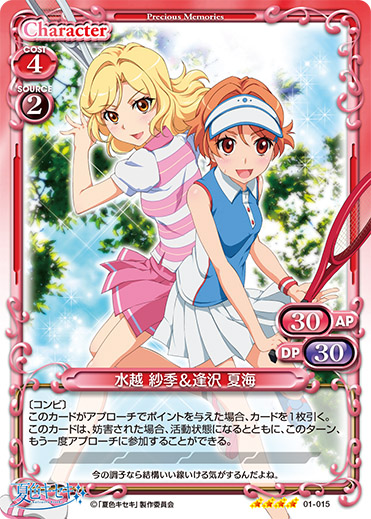 Precious Memories
Character
COST
4
SOURCE
2
30 AP
DP 30
水越 紗季&逢沢 夏海
［コンビ］
このカードがアプローチでポイントを与えた場合、カードを1枚引く。
このカードは、妨害された場合、活動状態になるとともに、このターン、
もう一度アプローチに参加することができる。
今の調子なら結構いい線いける気がするんだよね。
夏色キセキ
©「夏色キセキ」製作委員会
★★★★ 01-015